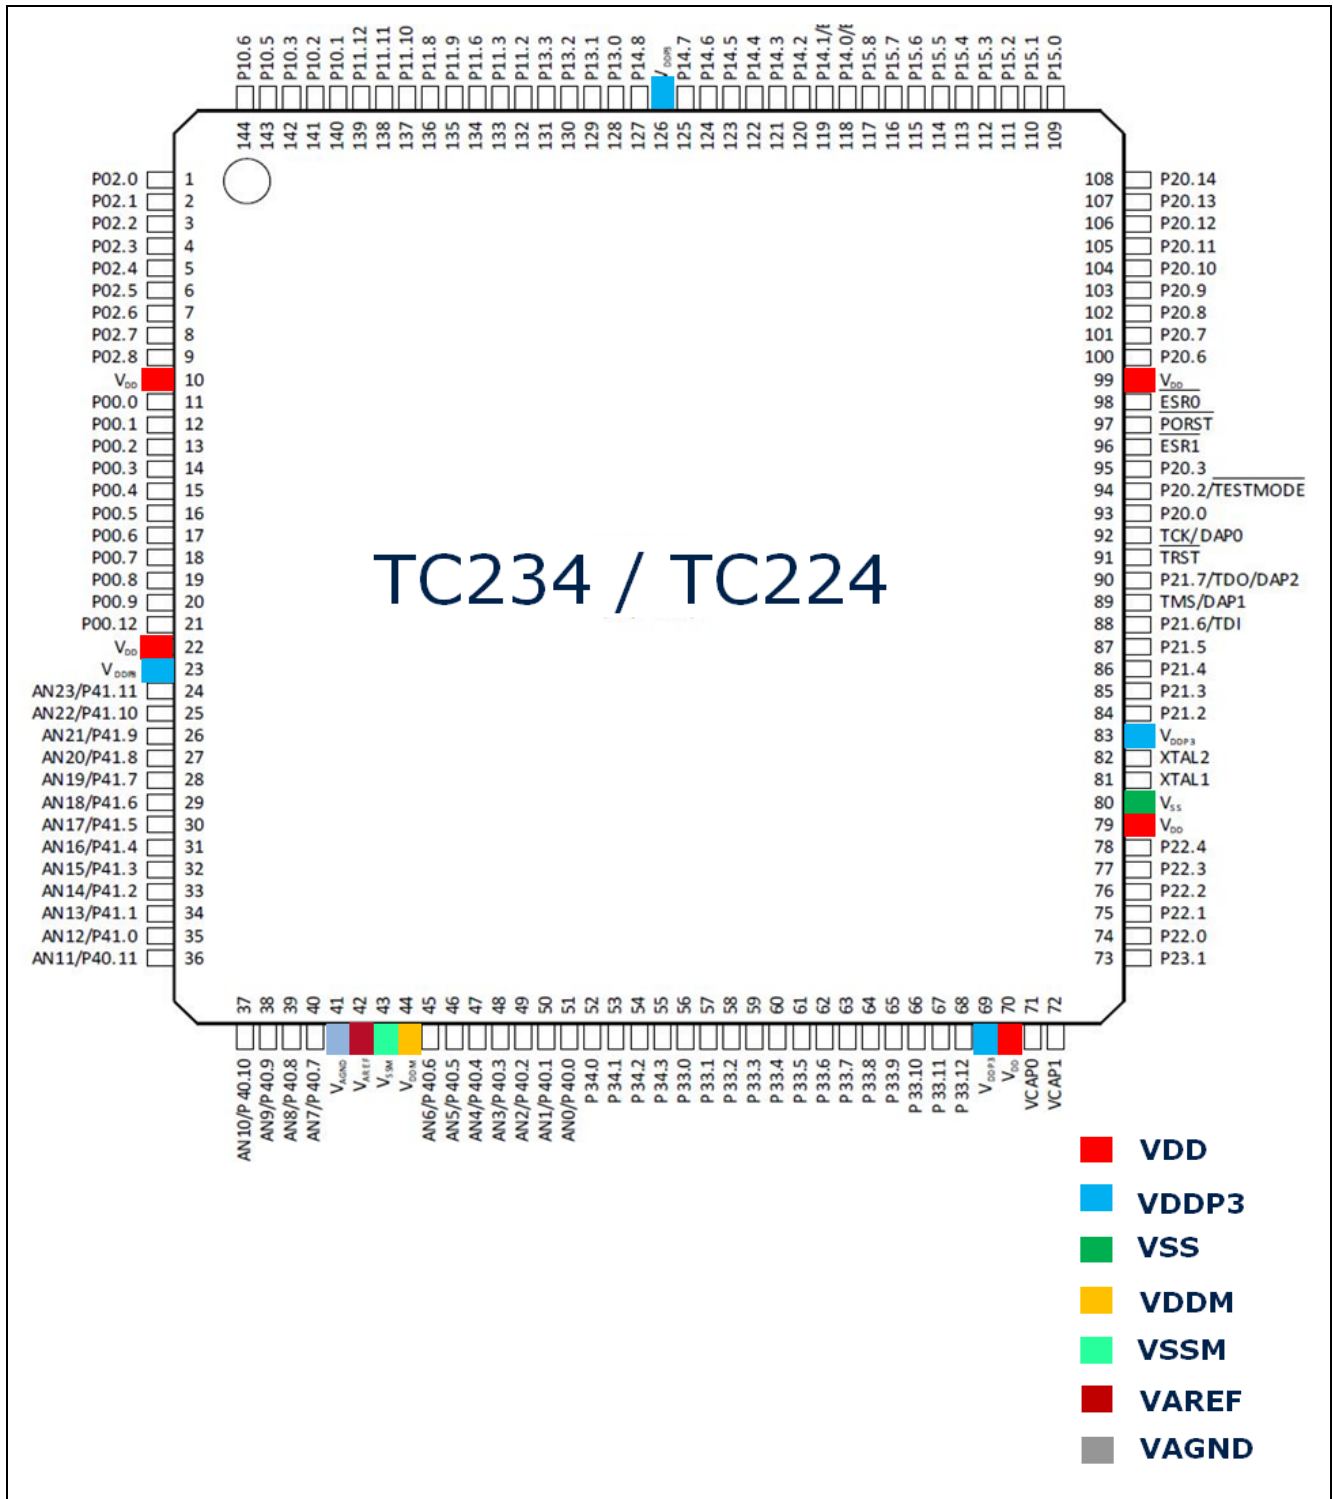 P10.6 P10.5 P10.3 P10.2 P10.1 P11.12 P11.11 P11.10 P11.8 P11.9 P11.6 P11.3 P11.2 P13.3 P13.2 P13.1 P13.0 P14.8 VDDP3 P14.7 P14.6 P14.5 P14.4 P14.3 P14.2 P14.1/E P14.0/E P15.8 P15.7 P15.6 P15.5 P15.4 P15.3 P15.2 P15.1 P15.0
144 143 142 141 140 139 138 137 136 135 134 133 132 131 130 129 128 127 126 125 124 123 122 121 120 119 118 117 116 115 114 113 112 111 110 109
P02.0 1
P02.1 2
P02.2 3
P02.3 4
P02.4 5
P02.5 6
P02.6 7
P02.7 8
P02.8 9
VDD 10
P00.0 11
P00.1 12
P00.2 13
P00.3 14
P00.4 15
P00.5 16
P00.6 17
P00.7 18
P00.8 19
P00.9 20
P00.12 21
VDD 22
VDDP3 23
AN23/P41.11 24
AN22/P41.10 25
AN21/P41.9 26
AN20/P41.8 27
AN19/P41.7 28
AN18/P41.6 29
AN17/P41.5 30
AN16/P41.4 31
AN15/P41.3 32
AN14/P41.2 33
AN13/P41.1 34
AN12/P41.0 35
AN11/P40.11 36
TC234 / TC224
108 P20.14
107 P20.13
106 P20.12
105 P20.11
104 P20.10
103 P20.9
102 P20.8
101 P20.7
100 P20.6
99 VDD
98 ESR0
97 PORST
96 ESR1
95 P20.3
94 P20.2/TESTMODE
93 P20.0
92 TCK/DAP0
91 TRST
90 P21.7/TDO/DAP2
89 TMS/DAP1
88 P21.6/TDI
87 P21.5
86 P21.4
85 P21.3
84 P21.2
83 VDDP3
82 XTAL2
81 XTAL1
80 VSS
79 VDD
78 P22.4
77 P22.3
76 P22.2
75 P22.1
74 P22.0
73 P23.1
37 38 39 40 41 42 43 44 45 46 47 48 49 50 51 52 53 54 55 56 57 58 59 60 61 62 63 64 65 66 67 68 69 70 71 72
AN10/P40.10 AN9/P40.9 AN8/P40.8 AN7/P40.7 VAGND VAREF VSSM VDDM AN6/P40.6 AN5/P40.5 AN4/P40.4 AN3/P40.3 AN2/P40.2 AN1/P40.1 AN0/P40.0 P34.0 P34.1 P34.2 P34.3 P33.0 P33.1 P33.2 P33.3 P33.4 P33.5 P33.6 P33.7 P33.8 P33.9 P33.10 P33.11 P33.12 VDDP3 VDD VCAP0 VCAP1
VDD
VDDP3
VSS
VDDM
VSSM
VAREF
VAGND